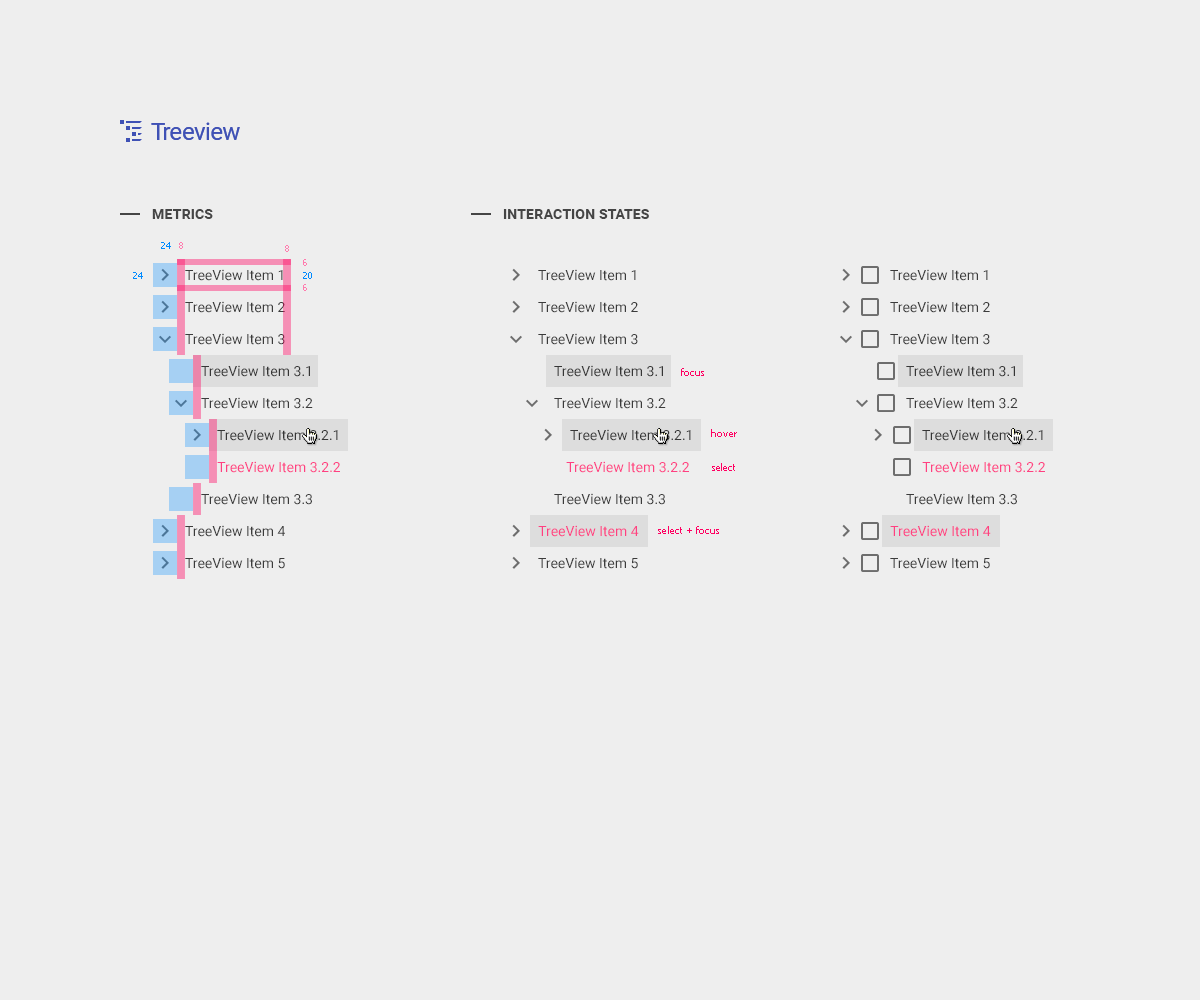 Treeview
METRICS
24 8 8
6
24 TreeView Item 1 20
6
TreeView Item 2
TreeView Item 3
TreeView Item 3.1
TreeView Item 3.2
TreeView Item 3.2.1
TreeView Item 3.2.2
TreeView Item 3.3
TreeView Item 4
TreeView Item 5
INTERACTION STATES
TreeView Item 1
TreeView Item 2
TreeView Item 3
TreeView Item 3.1 focus
TreeView Item 3.2
TreeView Item 3.2.1 hover
TreeView Item 3.2.2 select
TreeView Item 3.3
TreeView Item 4 select + focus
TreeView Item 5
TreeView Item 1
TreeView Item 2
TreeView Item 3
TreeView Item 3.1
TreeView Item 3.2
TreeView Item 3.2.1
TreeView Item 3.2.2
TreeView Item 3.3
TreeView Item 4
TreeView Item 5